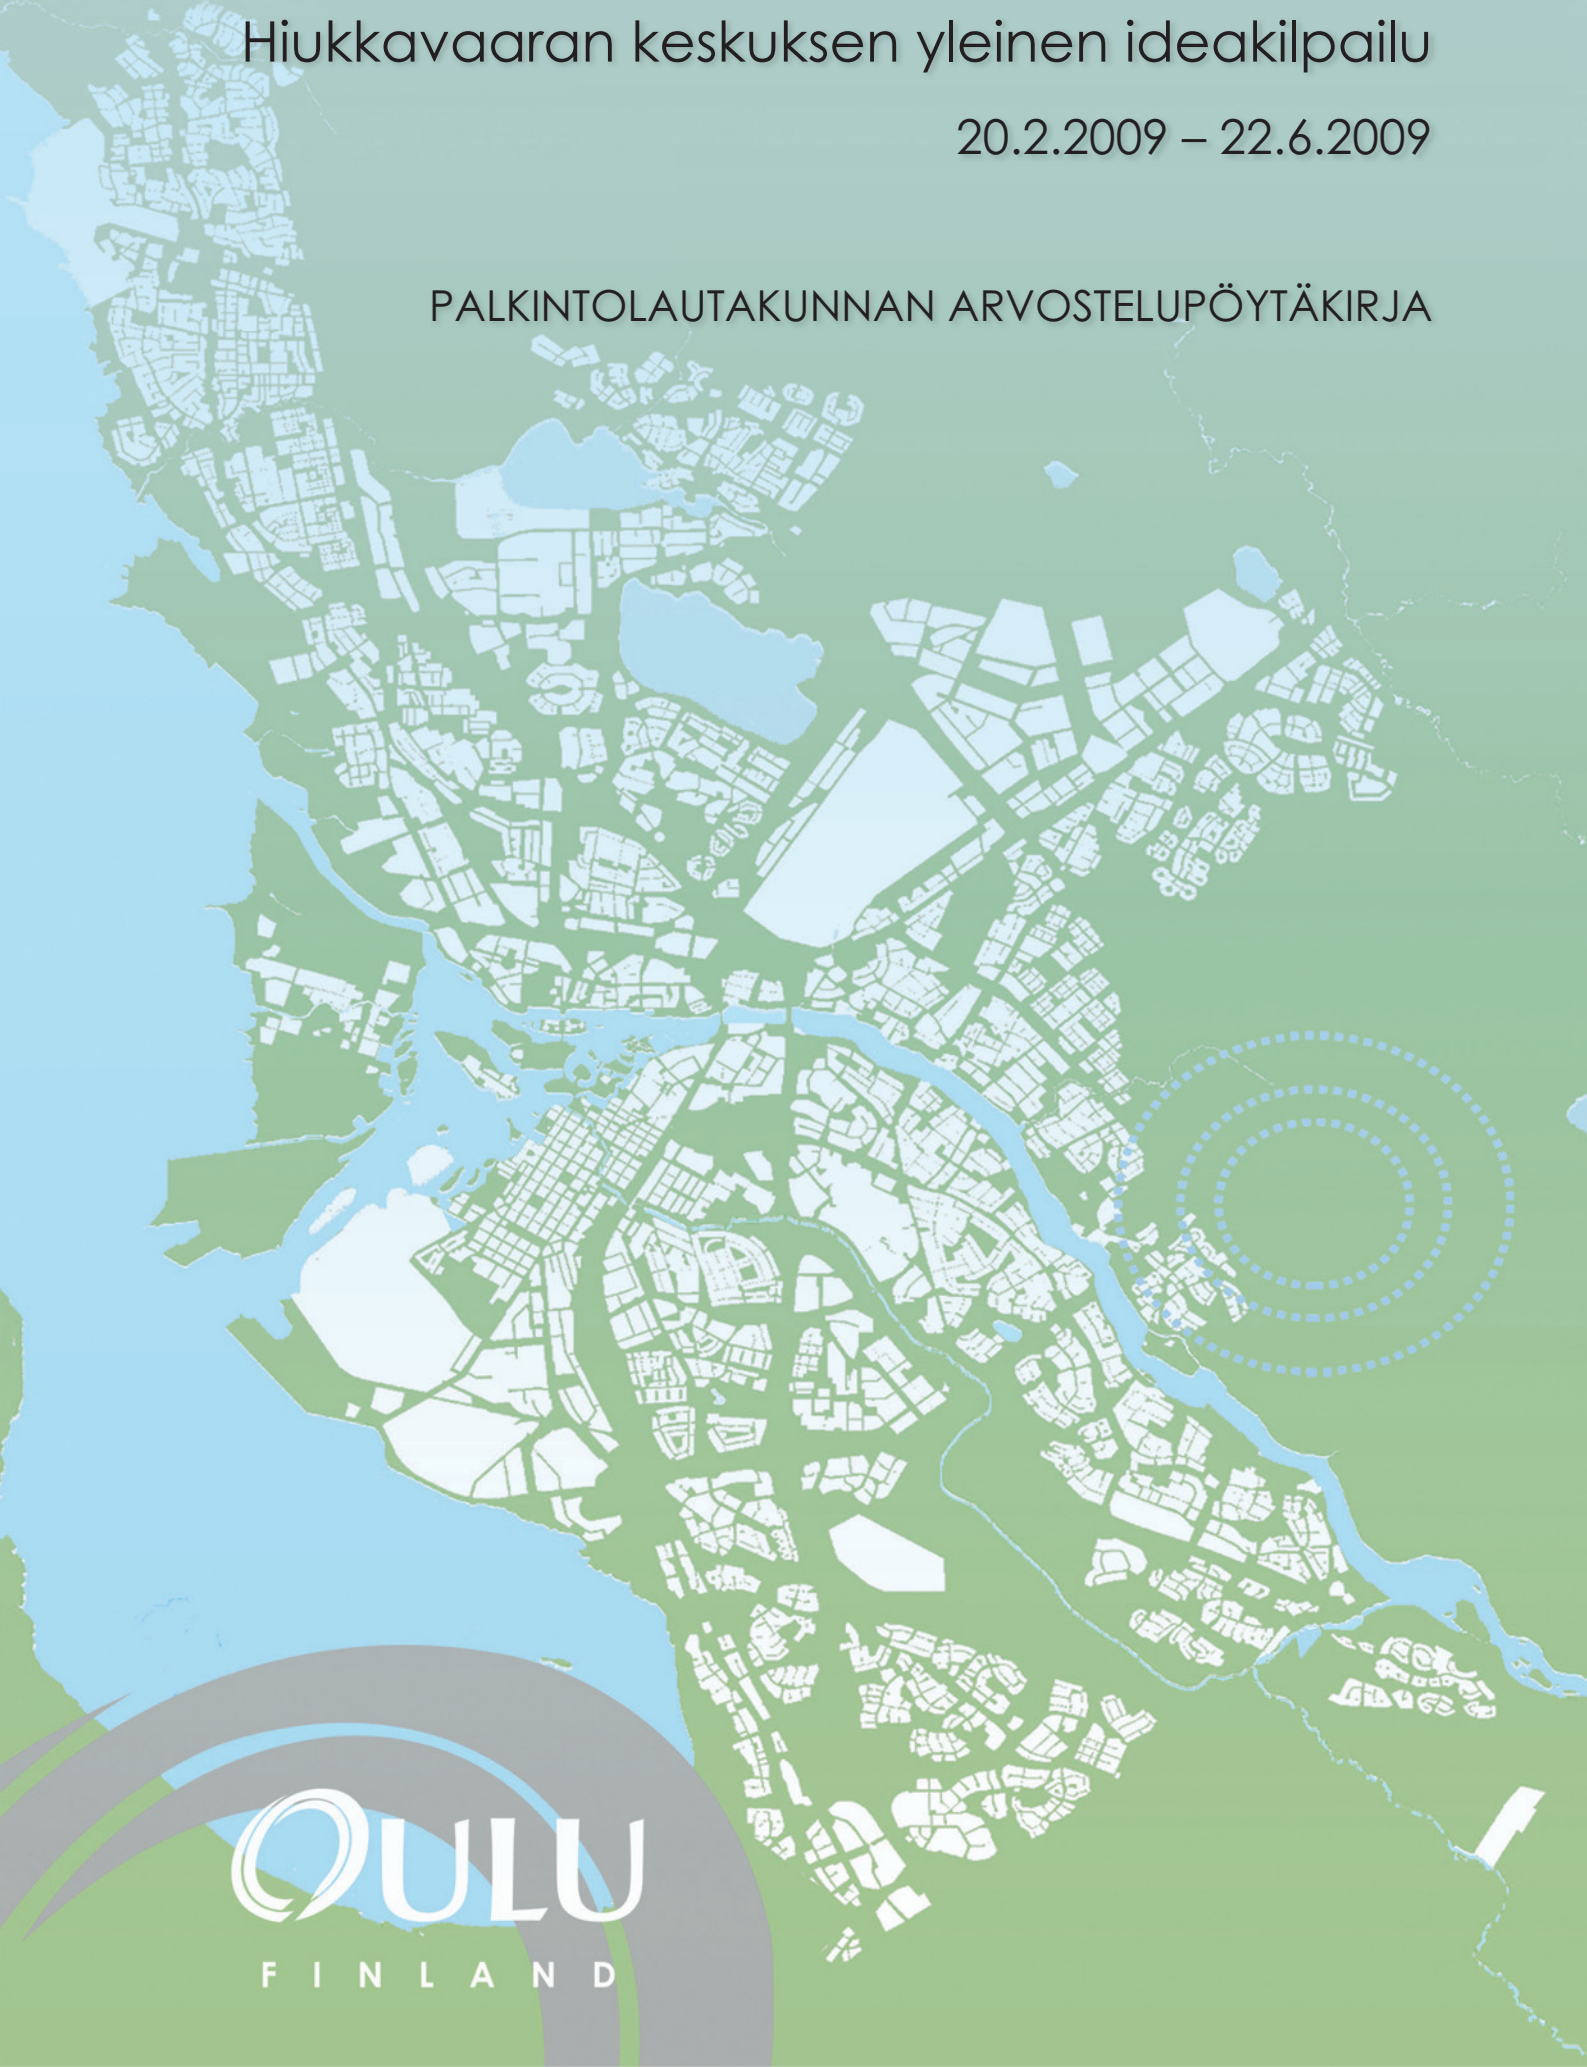 Hiukkavaaran keskuksen yleinen ideakilpailu
20.2.2009 – 22.6.2009
PALKINTOLAUTAKUNNAN ARVOSTELUPÖYTÄKIRJA
OULU
FINLAND